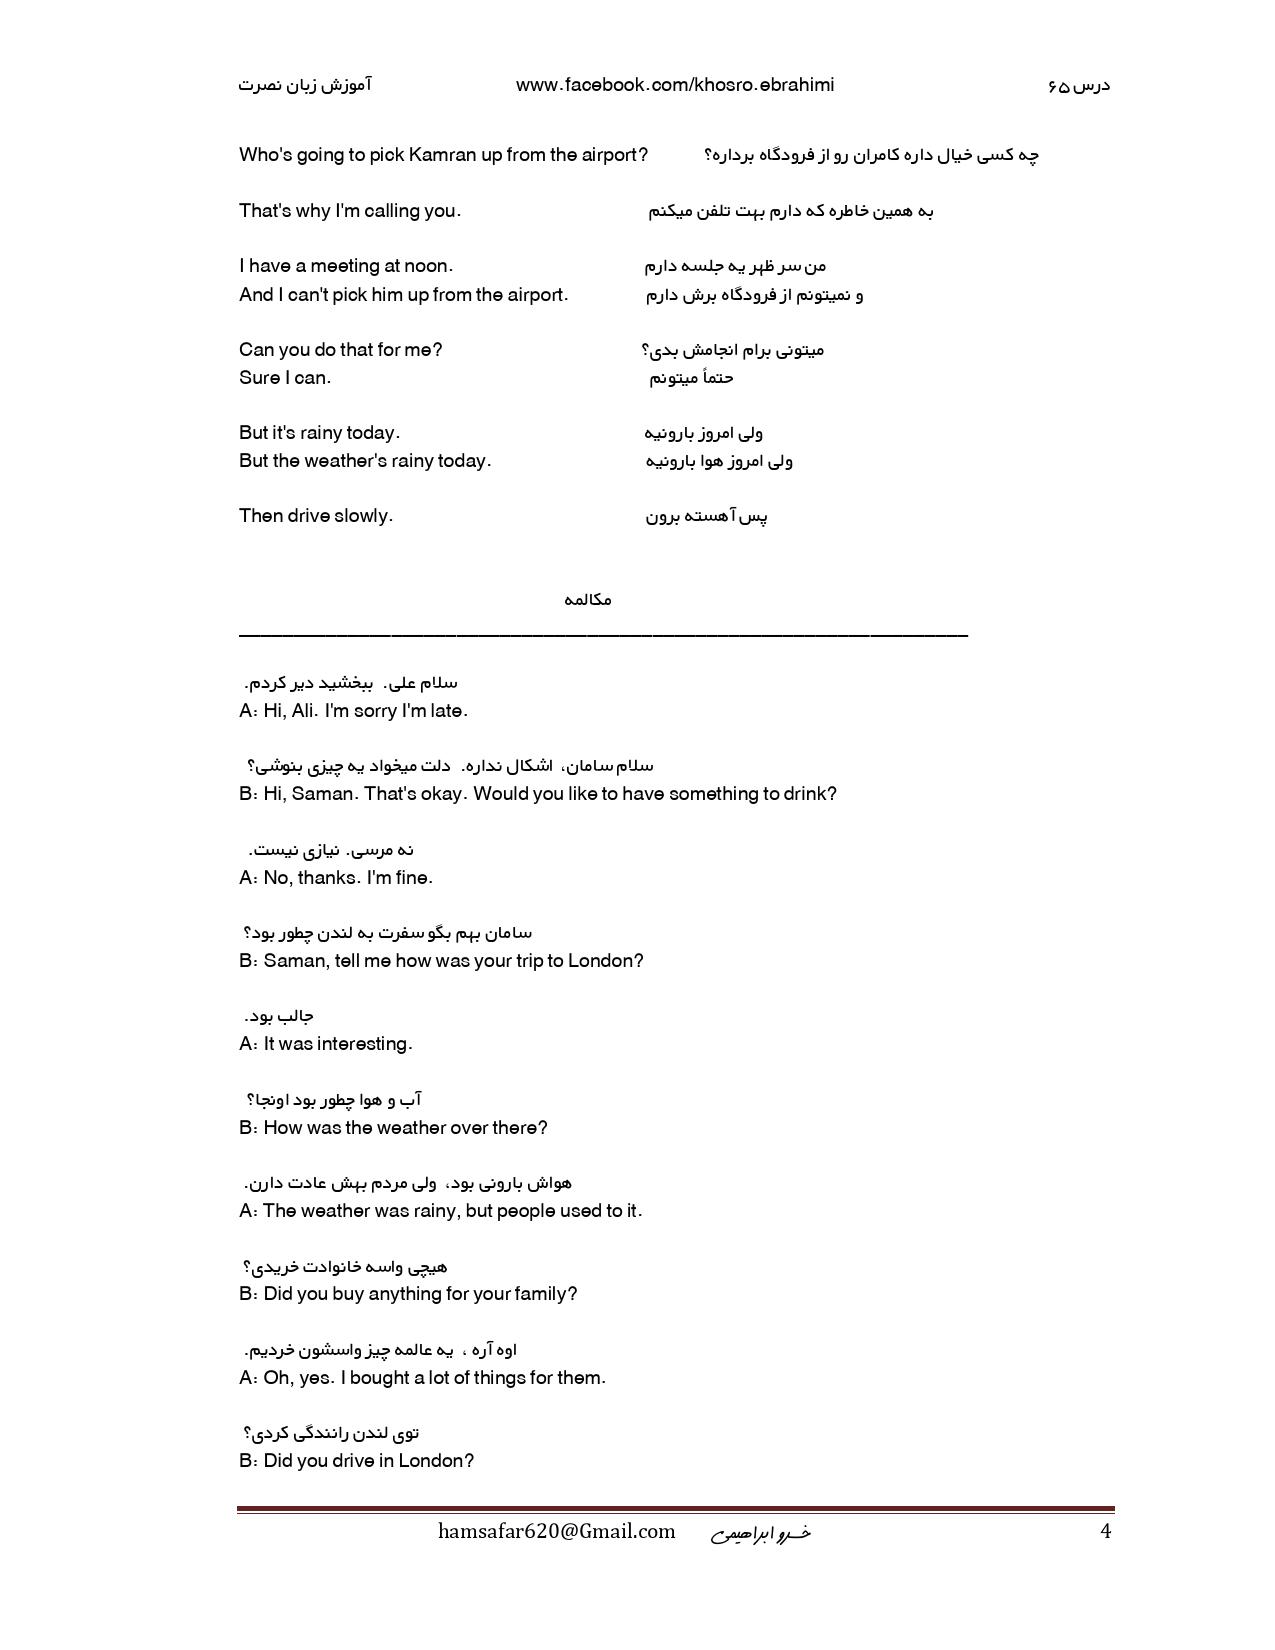 آموزش زبان نصرت www.facebook.com/khosro.ebrahimi درس ۶۵
Who's going to pick Kamran up from the airport? چه کسی خیال داره کامران رو از فرودگاه برداره؟
That's why I'm calling you. به همین خاطره که دارم بهت تلفن میکنم
I have a meeting at noon. من سر ظهر یه جلسه دارم
And I can't pick him up from the airport. و نمیتونم از فرودگاه برش دارم
Can you do that for me? میتونی برام انجامش بدی؟
Sure I can. حتماً میتونم
But it's rainy today. ولی امروز بارونیه
But the weather's rainy today. ولی امروز هوا بارونیه
Then drive slowly. پس آهسته برون
مکالمه
سلام علی. ببخشید دیر کردم.
A: Hi, Ali. I'm sorry I'm late.
سلام سامان، اشکال نداره. دلت میخواد یه چیزی بنوشی؟
B: Hi, Saman. That's okay. Would you like to have something to drink?
نه مرسی. نیازی نیست.
A: No, thanks. I'm fine.
سامان بهم بگو سفرت به لندن چطور بود؟
B: Saman, tell me how was your trip to London?
جالب بود.
A: It was interesting.
آب و هوا چطور بود اونجا؟
B: How was the weather over there?
هواش بارونی بود، ولی مردم بهش عادت دارن.
A: The weather was rainy, but people used to it.
هیچی واسه خانوادت خریدی؟
B: Did you buy anything for your family?
اوه آره ، یه عالمه چیز واسشون خردیم.
A: Oh, yes. I bought a lot of things for them.
توی لندن رانندگی کردی؟
B: Did you drive in London?
hamsafar620@Gmail.com خسرو ابراهیمی 4